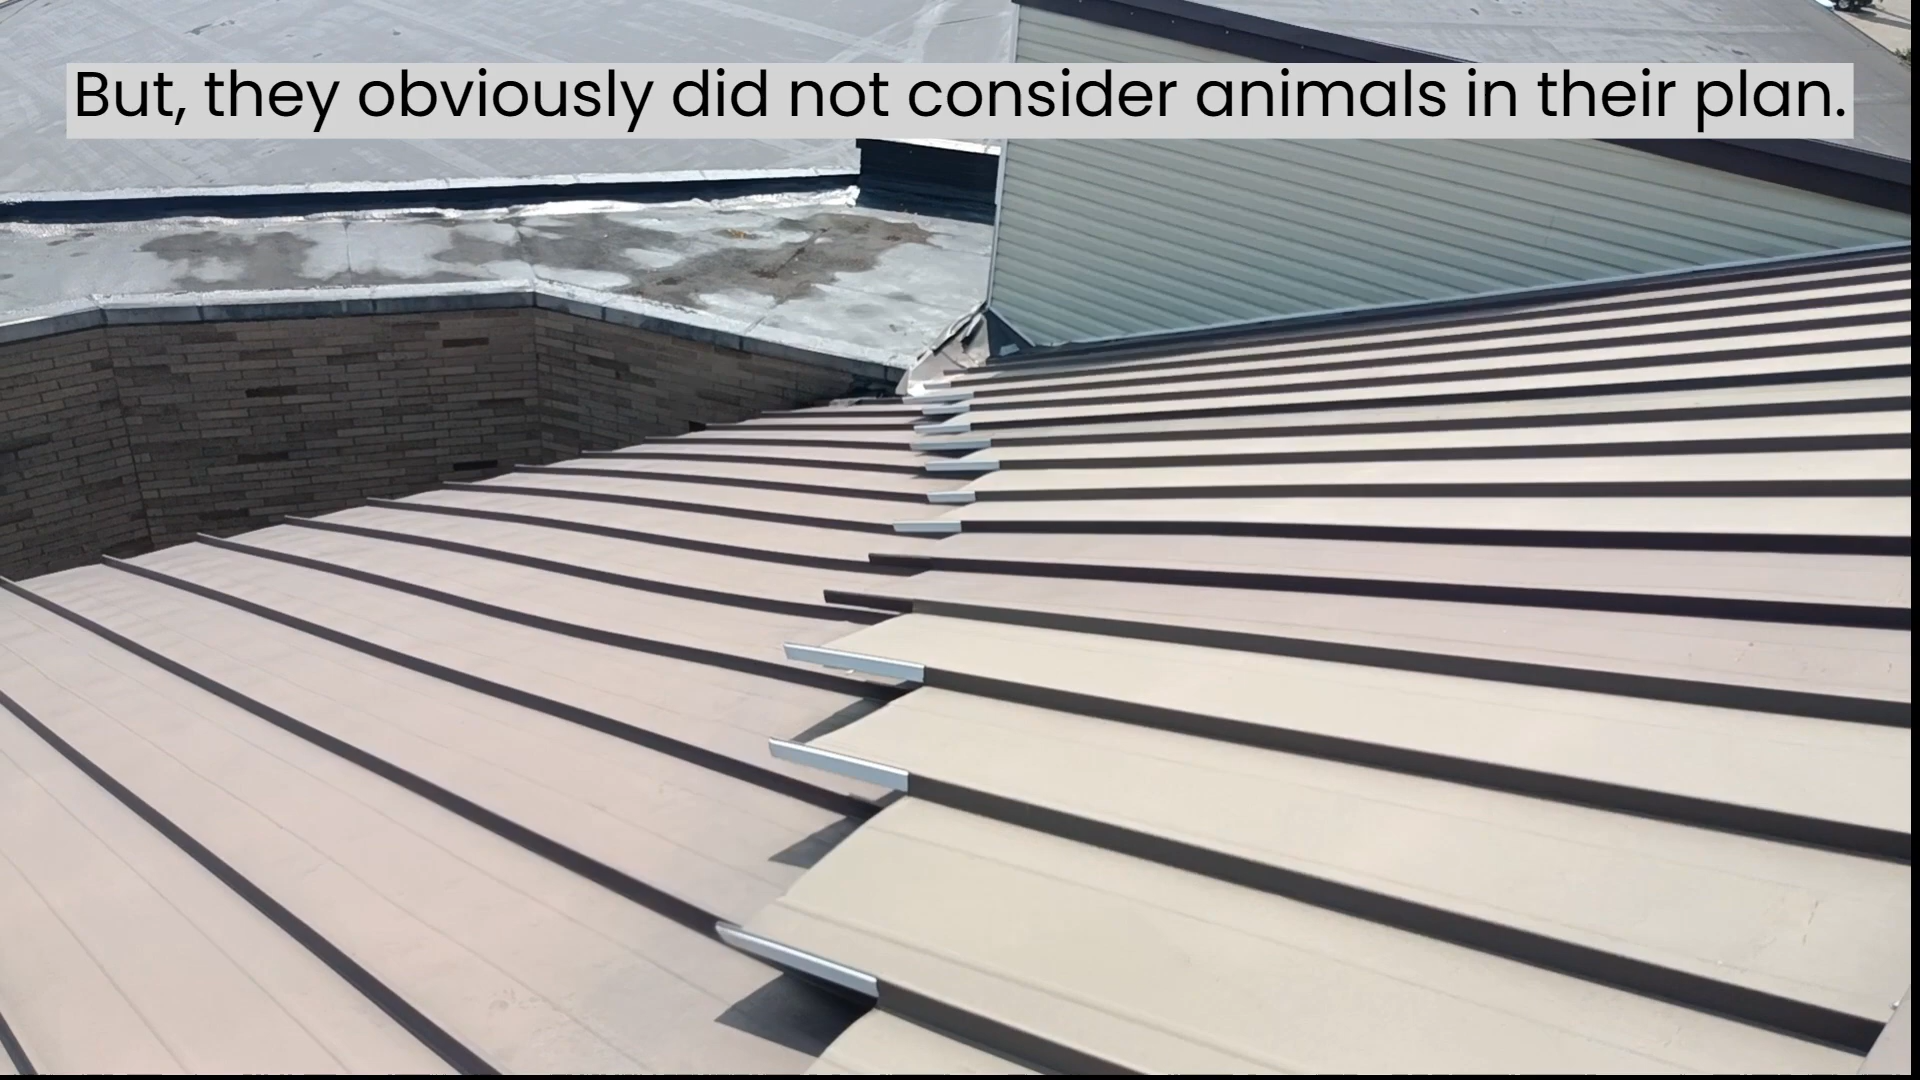 But, they obviously did not consider animals in their plan.